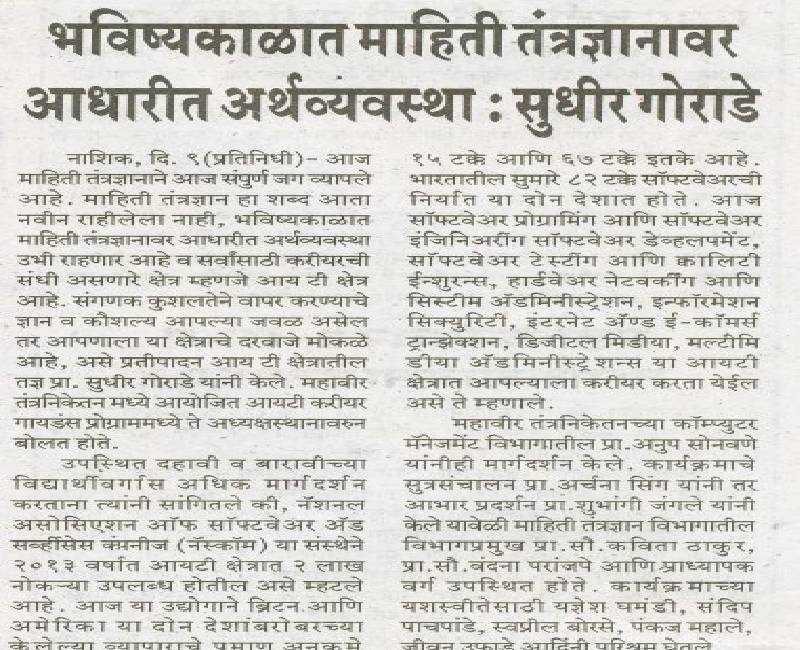 भविष्यकाळात माहिती तंत्रज्ञानावर
आधारीत अर्थव्यवस्था : सुधीर गोराडे
नाशिक, दि. ९(प्रतिनिधी)- आज
माहिती तंत्रज्ञानाने आज संपुर्ण जग व्यापले
आहे. माहिती तंत्रज्ञान हा शब्द आता
नवीन राहीलेला नाही, भविष्यकाळात
माहिती तंत्रज्ञानावर आधारीत अर्थव्यवस्था
उभी राहणार आहे व सर्वांसाठी करीयरची
संधी असणारे क्षेत्र म्हणजे आय टी क्षेत्र
आहे. संगणक कुशलतेने वापर करण्याचे
ज्ञान व कौशल्य आपल्या जवळ असेल
तर आपणाला या क्षेत्राचे दरवाजे मोकळे
आहे, असे प्रतीपादन आय टी क्षेत्रातील
तज्ञ प्रा. सुधीर गोराडे यांनी केले. महावीर
तंत्रनिकेतन मध्ये आयोजित आयटी करीयर
गायडंस प्रोग्राममध्ये ते अध्यक्षस्थानावरुन
बोलत होते.
उपस्थित दहावी व बारावीच्या
विद्यार्थीवर्गास अधिक मार्गदर्शन
करताना त्यांनी सांगितले की, नॅशनल
असोसिएशन ऑफ सॉफ्टवेअर अँड
सर्व्हीसेस कंपनीज (नॅस्कॉम) या संस्थेने
२०१३ वर्षात आयटी क्षेत्रात २ लाख
नोकऱ्या उपलब्ध होतील असे म्हटले
आहे. आज या उद्योगाने ब्रिटन आणि
अमेरिका या दोन देशांबरोबरच्या
केलेल्या व्यापाराचे प्रमाण अनुक्रमे
१५ टक्के आणि ६७ टक्के इतके आहे.
भारतातील सुमारे ८२ टक्के सॉफ्टवेअरची
निर्यात या दोन देशात होते. आज
सॉफ्टवेअर प्रोग्रामिंग आणि सॉफ्टवेअर
इंजिनिअरींग सॉफ्टवेअर डेव्हलपमेंट,
सॉफ्टवेअर टेस्टींग आणि कालिटी
ईन्शुरन्स, हार्डवेअर नेटवर्कींग आणि
सिस्टीम अ‍ॅडमिनीस्ट्रेशन, इन्फॉरमेशन
सिक्युरिटी, इंटरनेट अ‍ॅण्ड ई-कॉमर्स
ट्रान्झेक्शन, डिजीटल मिडीया, मल्टीमि
डीया अ‍ॅडमिनीस्ट्रेशन्स या आयटी
क्षेत्रात आपल्याला करीयर करता येईल
असे ते म्हणाले.
महावीर तंत्रनिकेतनच्या कॉम्प्युटर
मॅनेजमेंट विभागातील प्रा.अनुप सोनवणे
यांनीही मार्गदर्शन केले. कार्यक्रमाचे
सुत्रसंचालन प्रा.अर्चना सिंग यांनी तर
आभार प्रदर्शन प्रा.शुभांगी जंगले यांनी
केले यावेळी माहिती तंत्रज्ञान विभागातील
विभागप्रमुख प्रा.सौ.कविता ठाकुर,
प्रा.सौ.वंदना परांजपे आणि प्राध्यापक
वर्ग उपस्थित होते. कार्यक्रमाच्या
यशस्वीतेसाठी यज्ञेश घमंडी, संदिप
पाचपांडे, स्वप्नील बोरसे, पंकज महाले,
जीवन उफाडे आदिंनी परिश्रम घेतले